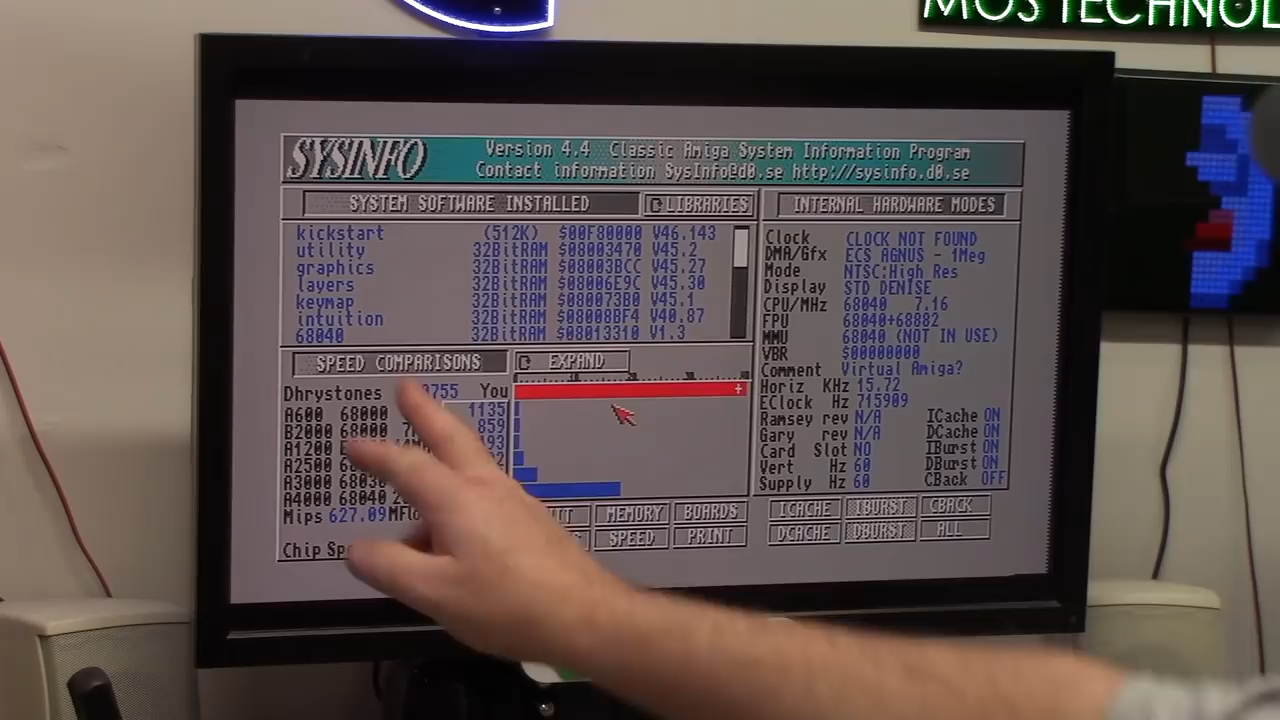 MOS TECHNOL
SYSINFO
Version 4.4 Classic Amiga System Information Program
Contact information SysInfo@d0.se http://sysinfo.d0.se
SYSTEM SOFTWARE INSTALLED
LIBRARIES
kickstart (512K) $00F80000 V46.143
utility 32BitRAM $08003470 V45.2
graphics 32BitRAM $08003BCC V45.27
layers 32BitRAM $08006E9C V45.30
keymap 32BitRAM $080073B0 V45.1
intuition 32BitRAM $08008BF4 V40.87
68040 32BitRAM $08013310 V1.3
SPEED COMPARISONS
EXPAND
Dhrystones You
A600 68000 1135
B2000 68000 859
A1200
A2500
A3000 68030
A4000 68040
Mips 627.09
Chip
MEMORY
BOARDS
SPEED
PRINT
INTERNAL HARDWARE MODES
Clock CLOCK NOT FOUND
DMA/Gfx ECS AGNUS - 1Meg
Mode NTSC:High Res
Display STD DENISE
CPU/MHz 68040 7.16
FPU 68040+68882
MMU 68040 (NOT IN USE)
VBR $00000000
Comment Virtual Amiga?
Horiz KHz 15.72
EClock Hz 715909
Ramsey rev N/A ICache ON
Gary rev N/A DCache ON
Card Slot NO IBurst ON
Vert Hz 60 DBurst ON
Supply Hz 60 CBack OFF
ICACHE IBURST CBACK
DCACHE DBURST ALL